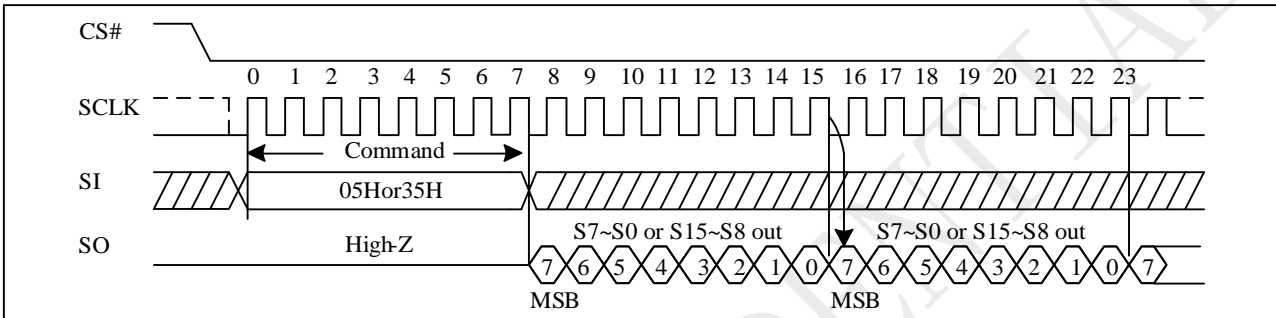 CS#
0 1 2 3 4 5 6 7 8 9 10 11 12 13 14 15 16 17 18 19 20 21 22 23
SCLK
Command
SI
05Hor35H
S7~S0 or S15~S8 out S7~S0 or S15~S8 out
SO
High-Z
7 6 5 4 3 2 1 0 7 6 5 4 3 2 1 0 7
MSB MSB